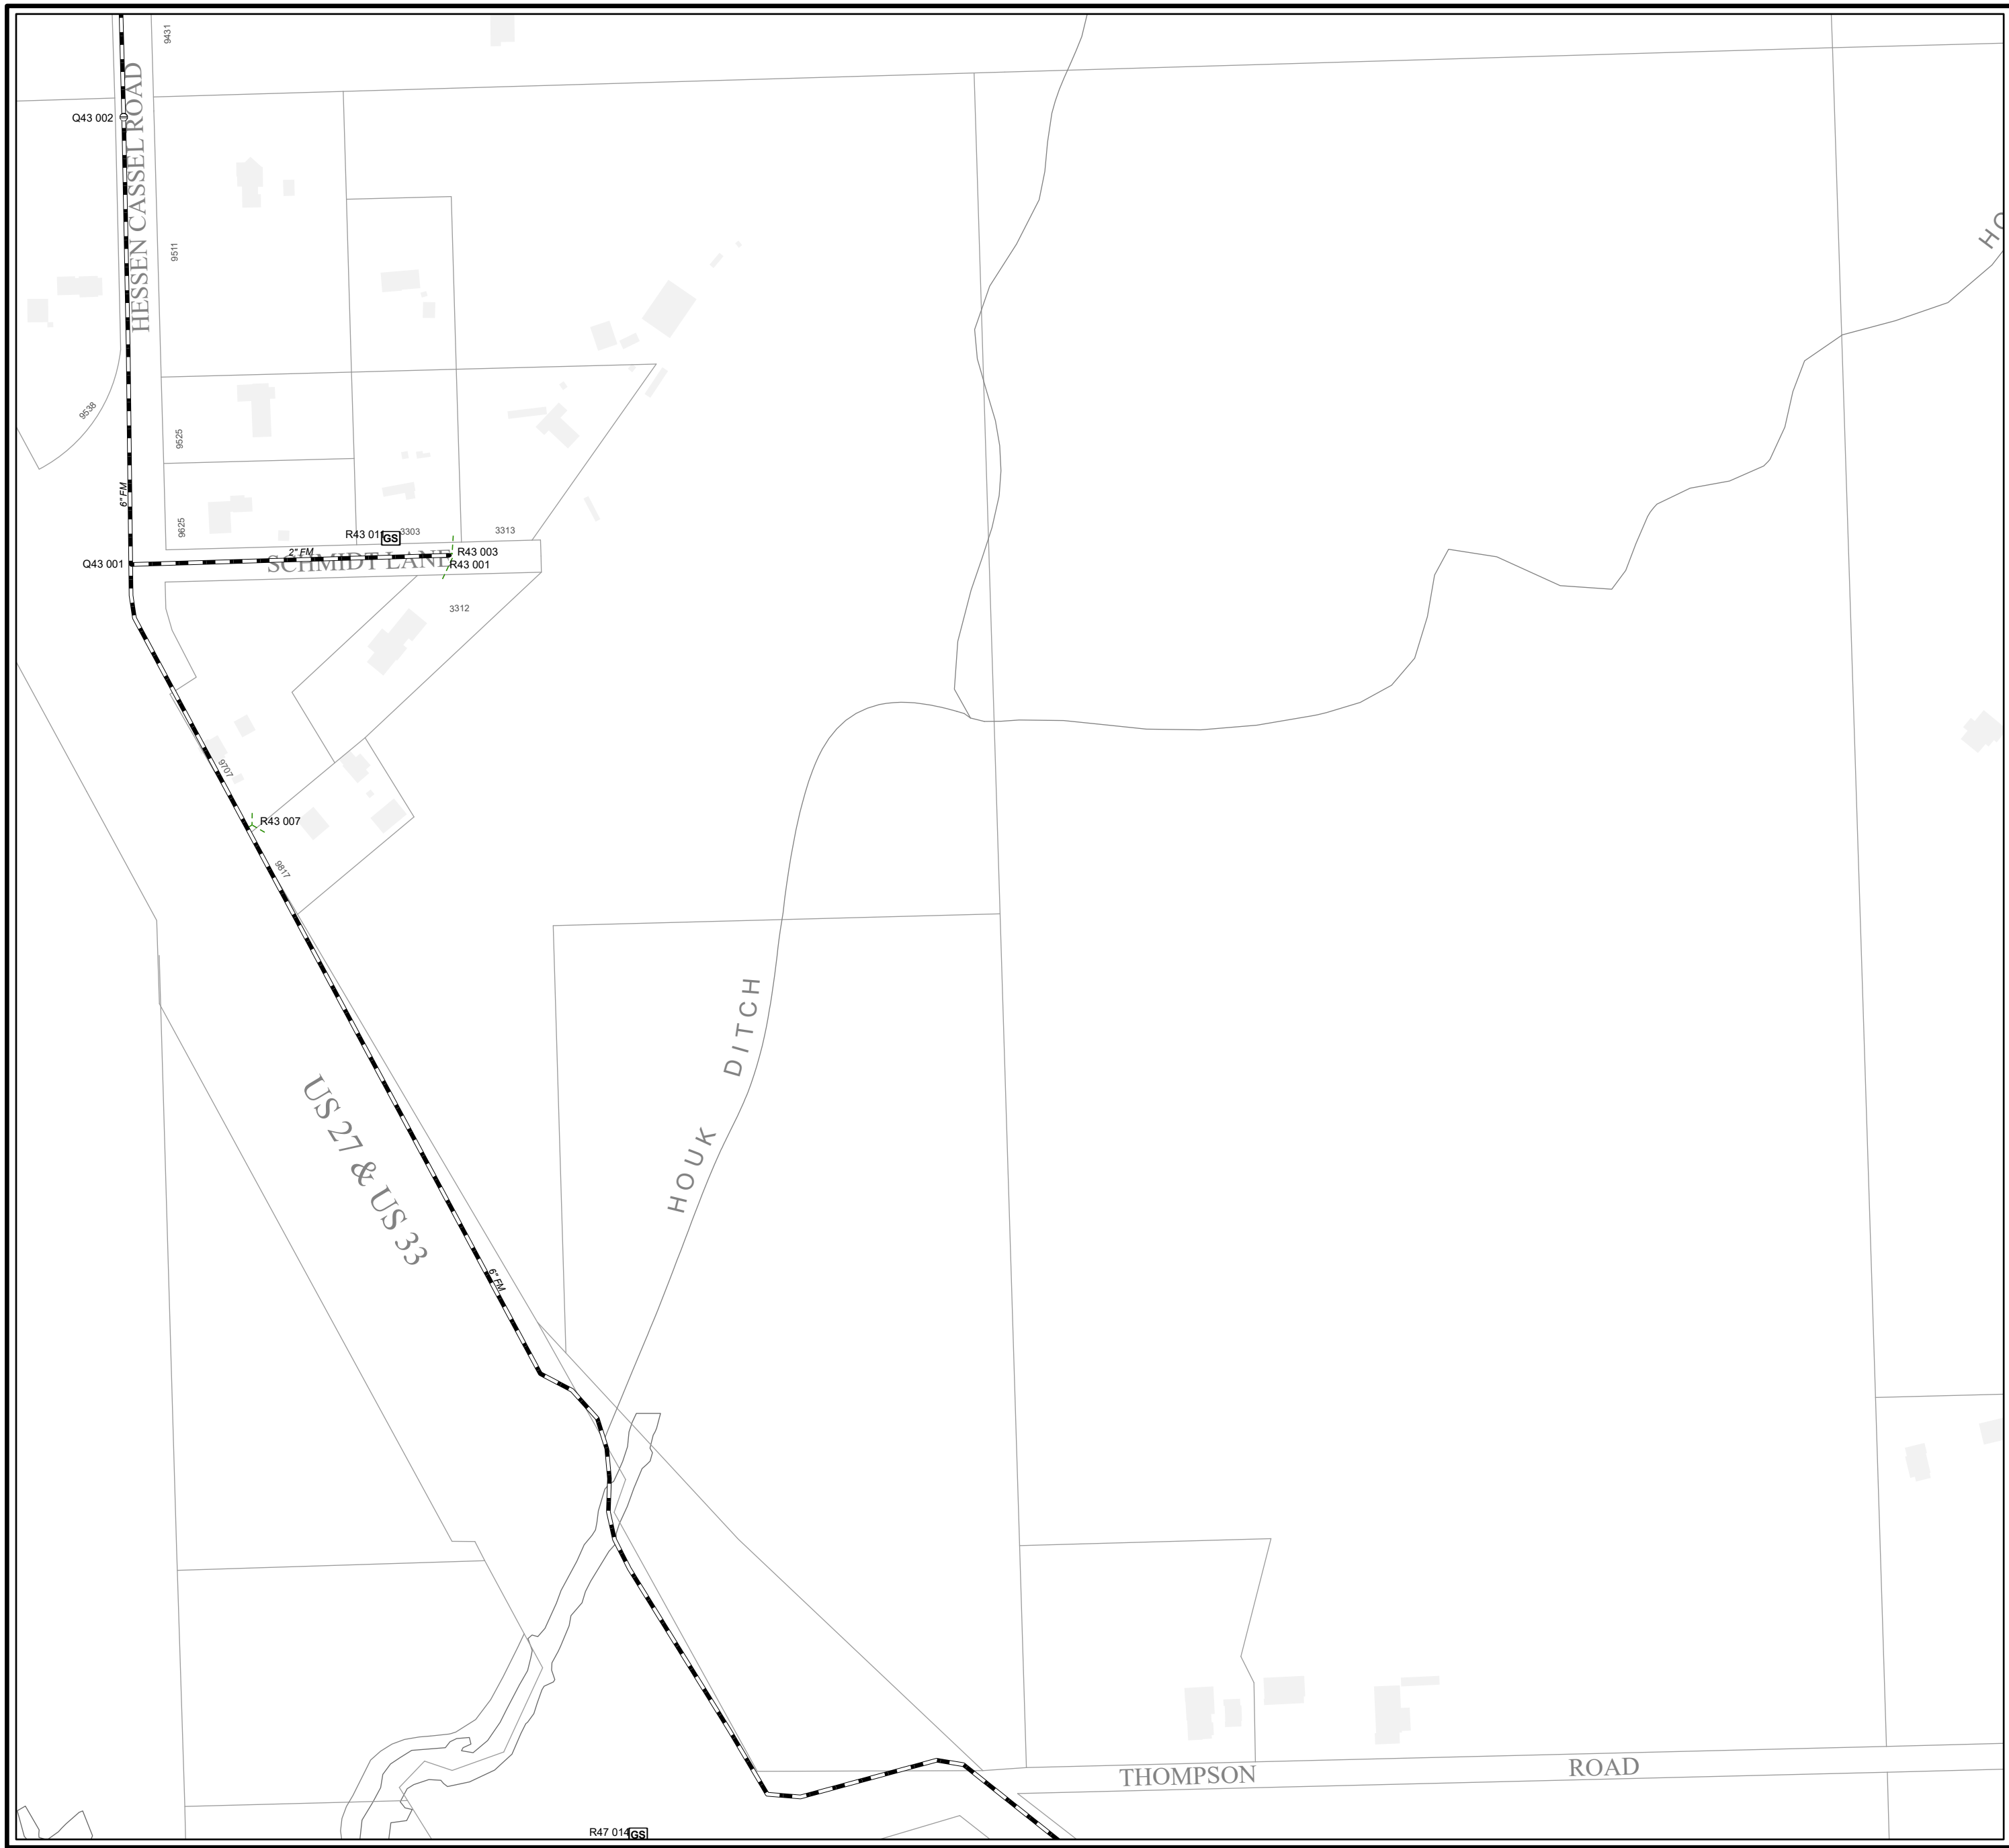 9431
HESSEN CASSEL ROAD
Q43 002
9511
HO
9538
9525
6" FM
9625
R43 011
GS
3303
3313
2" FM
R43 003
SCHMIDT LANE
Q43 001
R43 001
3312
9707
R43 007
9817
HOUK DITCH
US 27 & US 33
6" FM
THOMPSON ROAD
R47 014
GS